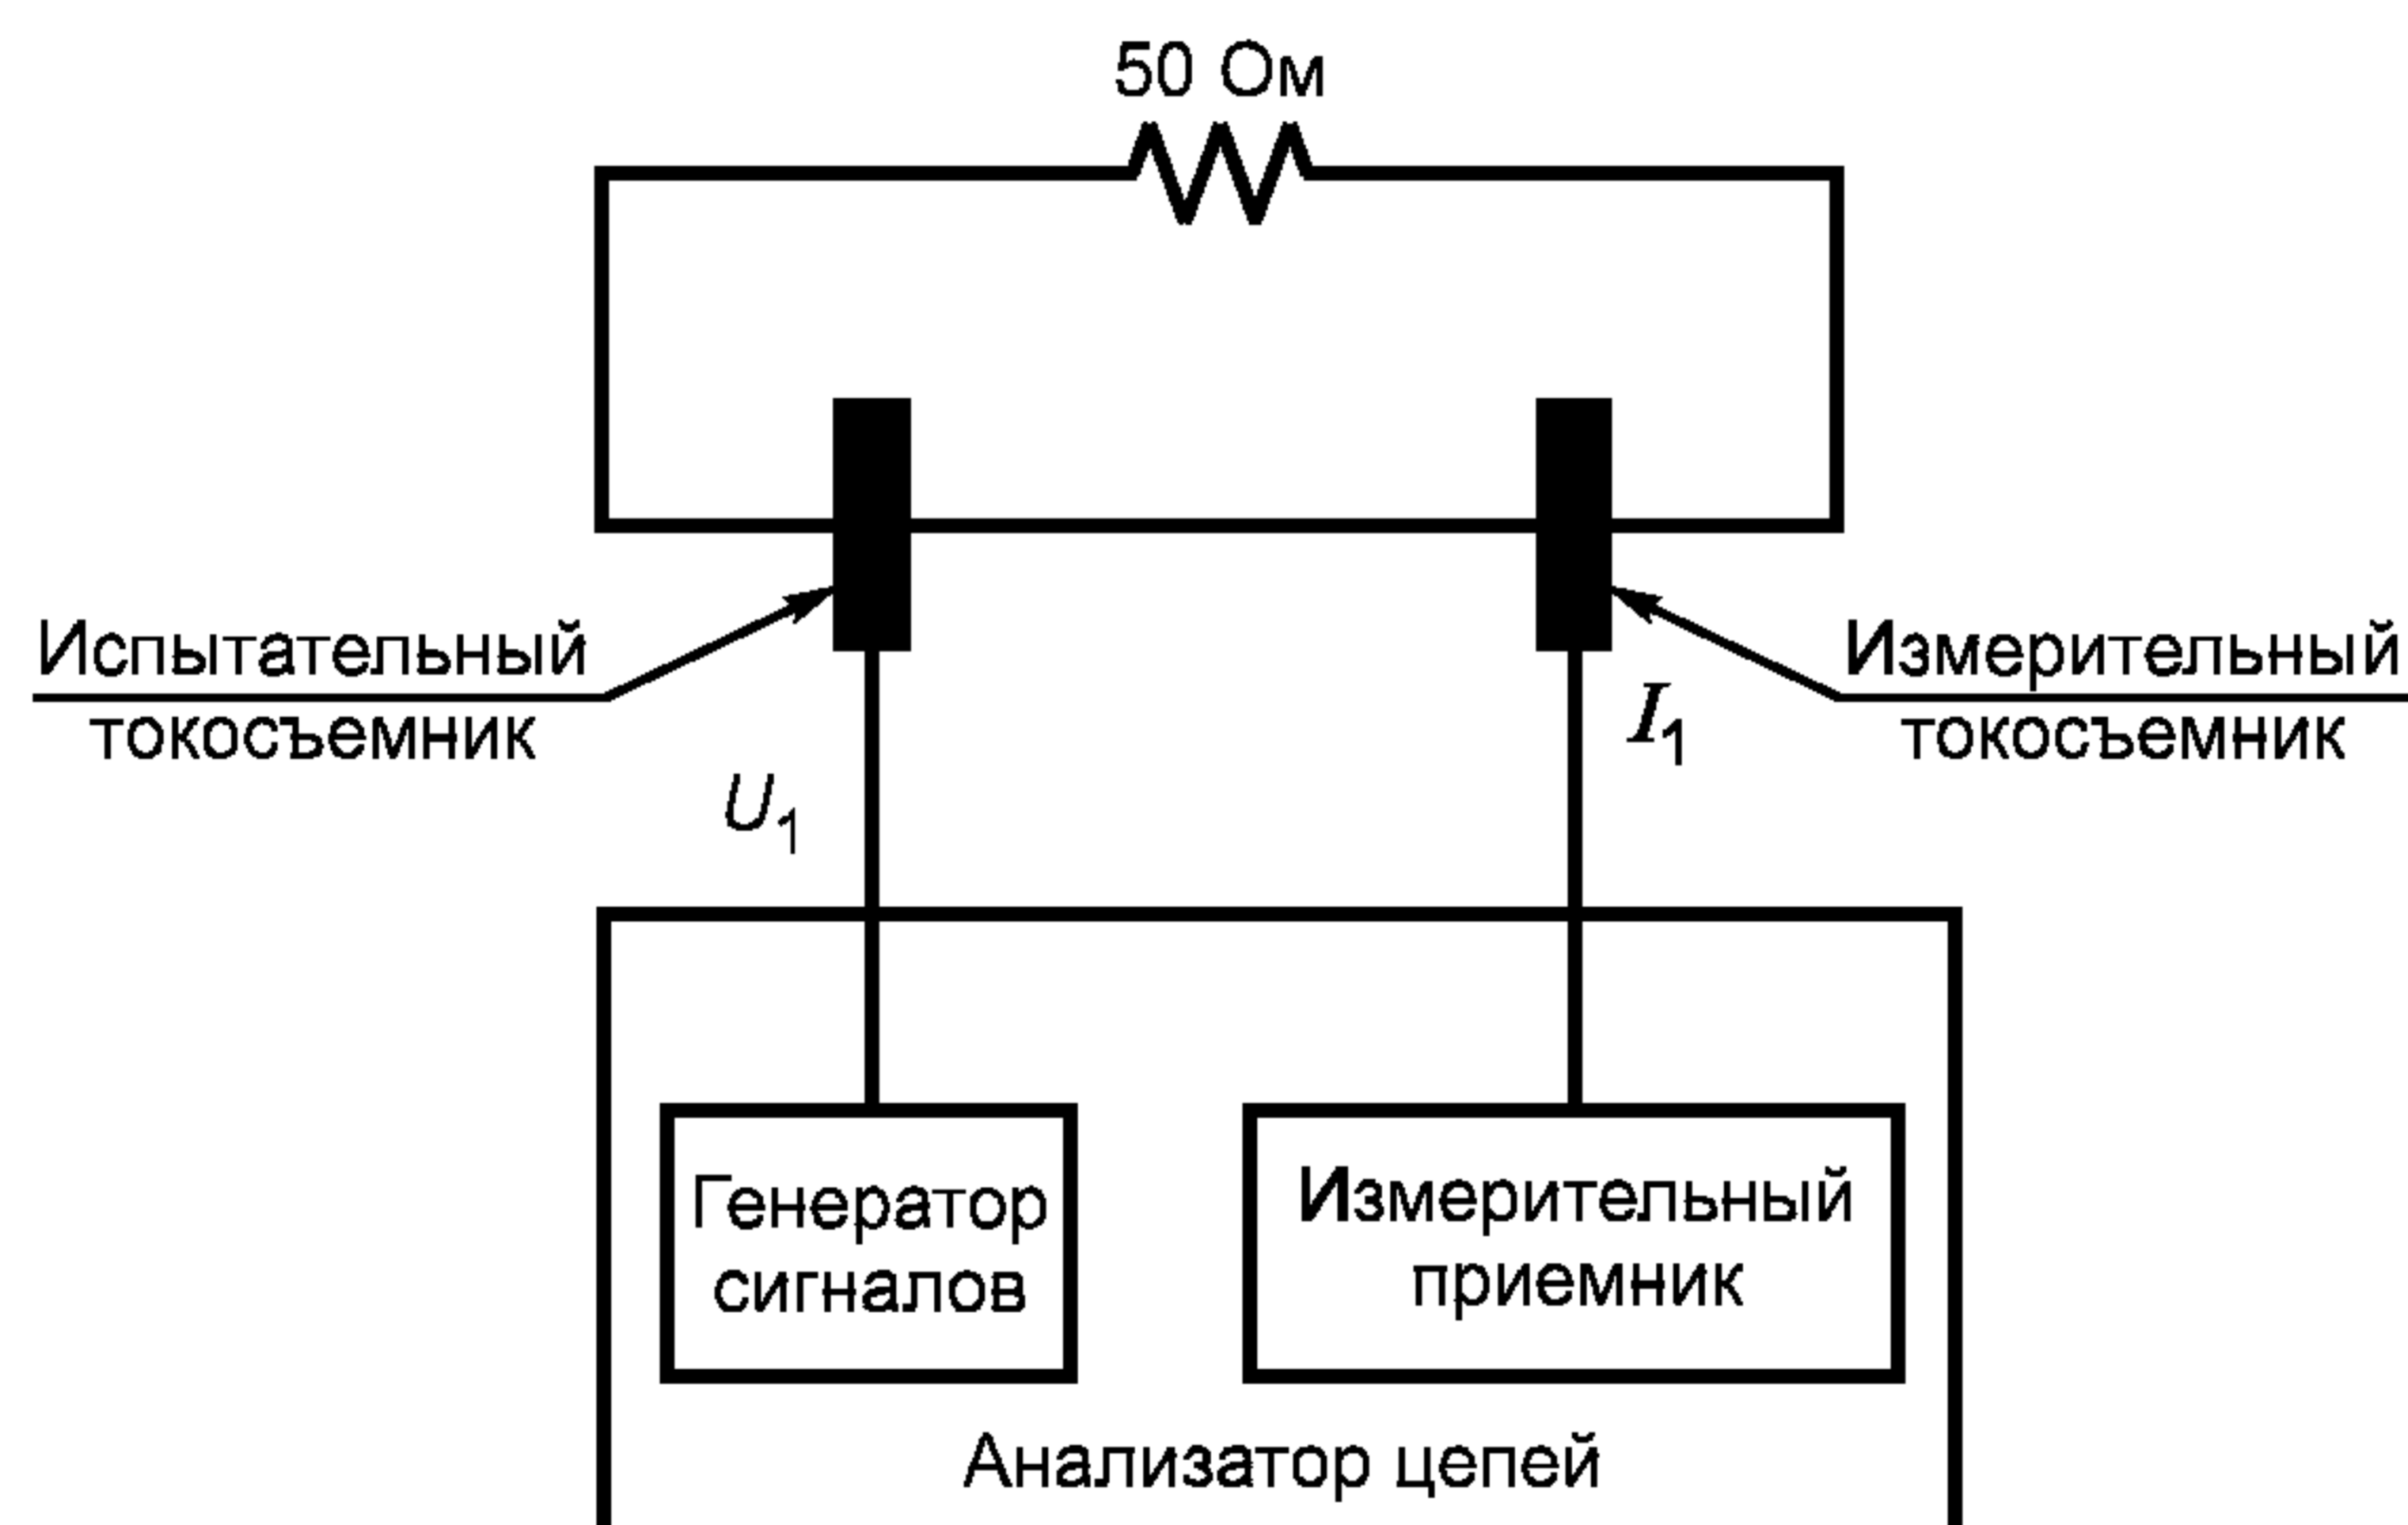 50 Ом
Испытательный
токосъемник
Измерительный
токосъемник
I1
U1
Генератор
сигналов
Измерительный
приемник
Анализатор цепей